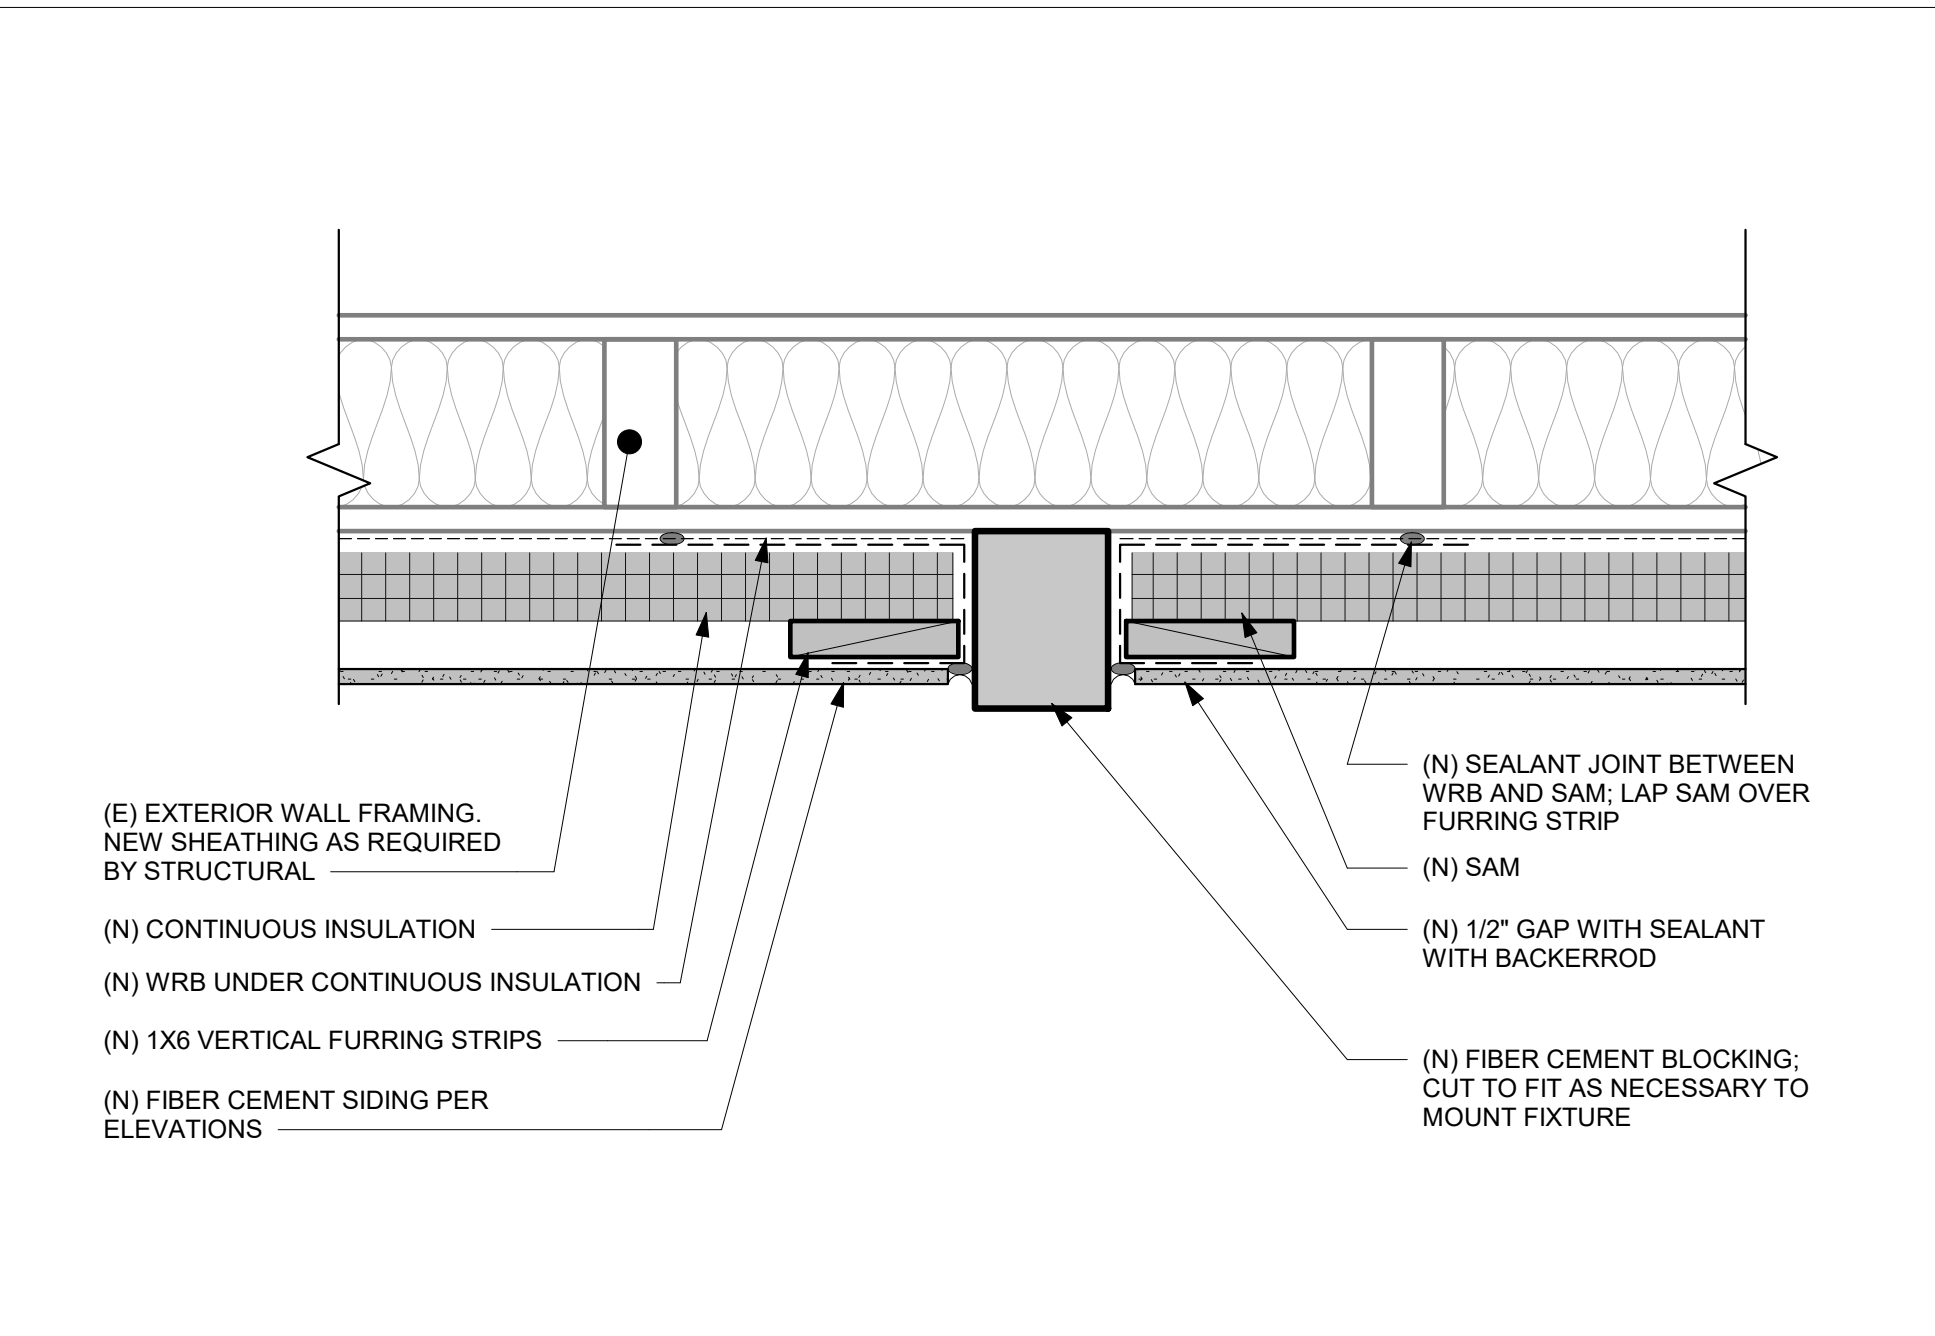 (E) EXTERIOR WALL FRAMING.
NEW SHEATHING AS REQUIRED
BY STRUCTURAL
(N) CONTINUOUS INSULATION
(N) WRB UNDER CONTINUOUS INSULATION
(N) 1X6 VERTICAL FURRING STRIPS
(N) FIBER CEMENT SIDING PER
ELEVATIONS
(N) SEALANT JOINT BETWEEN
WRB AND SAM; LAP SAM OVER
FURRING STRIP
(N) SAM
(N) 1/2" GAP WITH SEALANT
WITH BACKERROD
(N) FIBER CEMENT BLOCKING;
CUT TO FIT AS NECESSARY TO
MOUNT FIXTURE